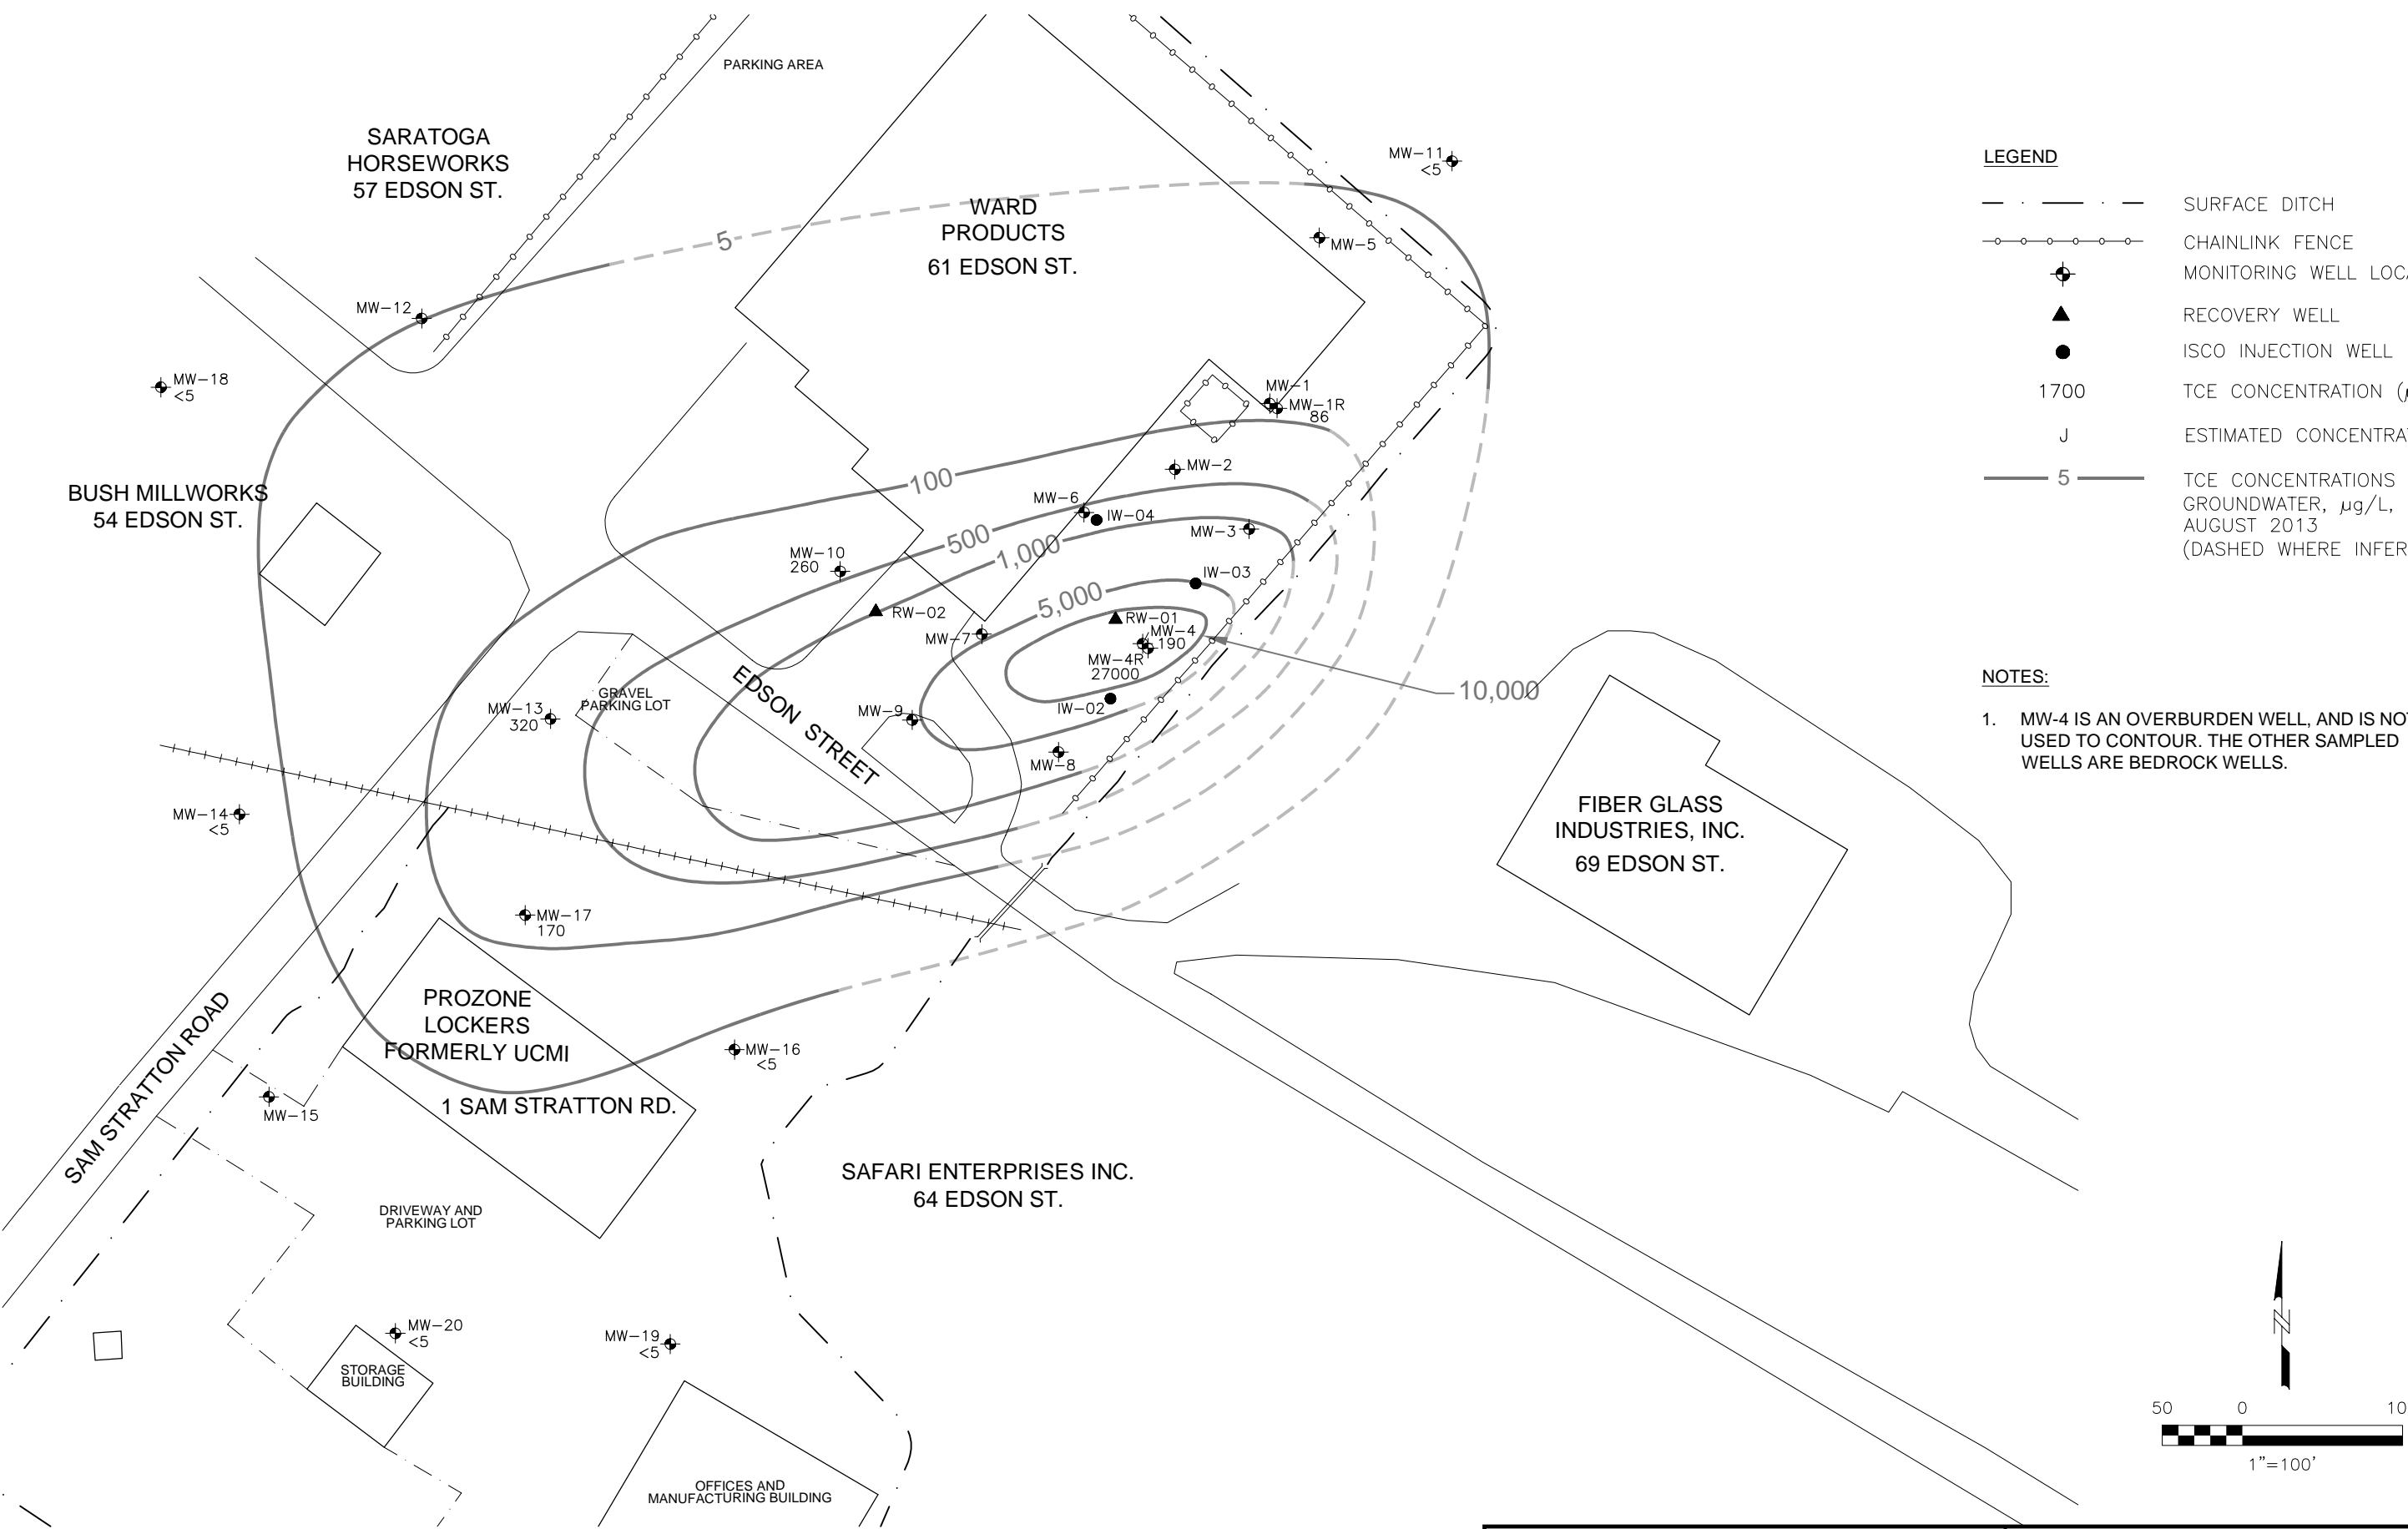 PARKING AREA
SARATOGA
HORSEWORKS
57 EDSON ST.
MW-11
<5
WARD
PRODUCTS
61 EDSON ST.
5
MW-5
MW-12
MW-18
<5
BUSH MILLWORKS
54 EDSON ST.
MW-1
MW-1R
86
100
MW-2
MW-6
IW-04
500
MW-3
1,000
MW-10
260
IW-03
5,000
RW-02
RW-01
MW-7
MW-4
190
MW-4R
27000
10,000
EDSON STREET
GRAVEL
PARKING LOT
MW-13
320
MW-9
IW-02
MW-8
MW-14
<5
FIBER GLASS
INDUSTRIES, INC.
69 EDSON ST.
MW-17
170
PROZONE
LOCKERS
FORMERLY UCMI
1 SAM STRATTON RD.
SAM STRATTON ROAD
MW-16
<5
MW-15
SAFARI ENTERPRISES INC.
64 EDSON ST.
DRIVEWAY AND
PARKING LOT
MW-20
<5
MW-19
<5
STORAGE
BUILDING
OFFICES AND
MANUFACTURING BUILDING
LEGEND
SURFACE DITCH
CHAINLINK FENCE
MONITORING WELL
RECOVERY WELL
ISCO INJECTION WELL
1700 TCE CONCENTRATION
J ESTIMATED
5 TCE CONCENTRATIONS
GROUNDWATER, µg/L,
AUGUST 2013
(DASHED WHERE
NOTES:
1. MW-4 IS AN OVERBURDEN WELL, AND IS
USED TO CONTOUR. THE OTHER SAMPLED
WELLS ARE BEDROCK WELLS.
N
50 0
1"=100'